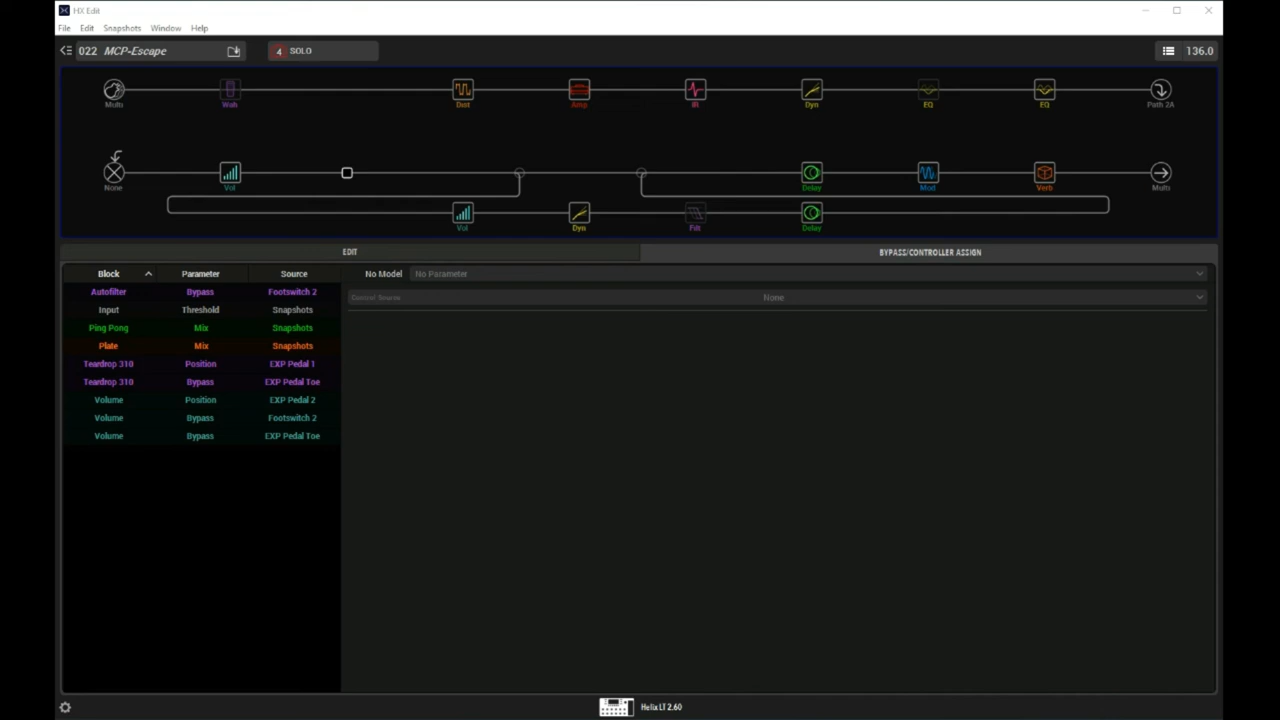 HX Edit
File Edit Snapshots Window Help
022 MCP-Escape 4 SOLO 136.0
Multi Wah Dist Amp IR Dyn EQ EQ Path 2A
None Vol Delay Mod Verb Multi
Vol Dyn Filt Delay
EDIT BYPASS/CONTROLLER ASSIGN
Block Parameter Source No Model No Parameter
Autofilter Bypass Footswitch 2
Control Source None
Input Threshold Snapshots
Ping Pong Mix Snapshots
Plate Mix Snapshots
Teardrop 310 Position EXP Pedal 1
Teardrop 310 Bypass EXP Pedal Toe
Volume Position EXP Pedal 2
Volume Bypass Footswitch 2
Volume Bypass EXP Pedal Toe
Helix LT 2.60